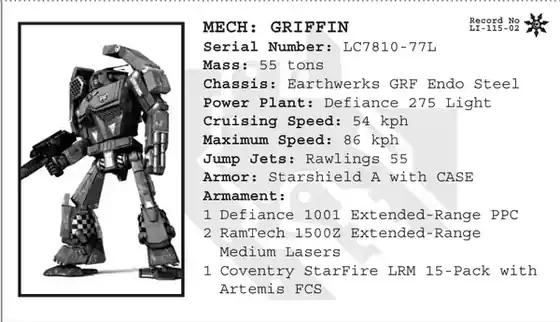 MECH: GRIFFIN
Record No
LI-115-02
Serial Number: LC7810-77L
Mass: 55 tons
Chassis: Earthwerks GRF Endo Steel
Power Plant: Defiance 275 Light
Cruising Speed: 54 kph
Maximum Speed: 86 kph
Jump Jets: Rawlings 55
Armor: Starshield A with CASE
Armament:
1 Defiance 1001 Extended-Range PPC
2 RamTech 1500Z Extended-Range
Medium Lasers
1 Coventry StarFire LRM 15-Pack with
Artemis FCS